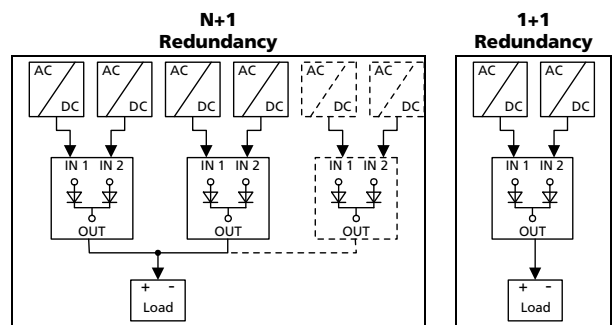 N+1
Redundancy
1+1
Redundancy
AC
DC
AC
DC
AC
DC
AC
DC
AC
DC
AC
DC
AC
DC
AC
DC
IN 1 IN 2
OUT
IN 1 IN 2
OUT
IN 1 IN 2
OUT
IN 1 IN 2
OUT
+ -
Load
+ -
Load